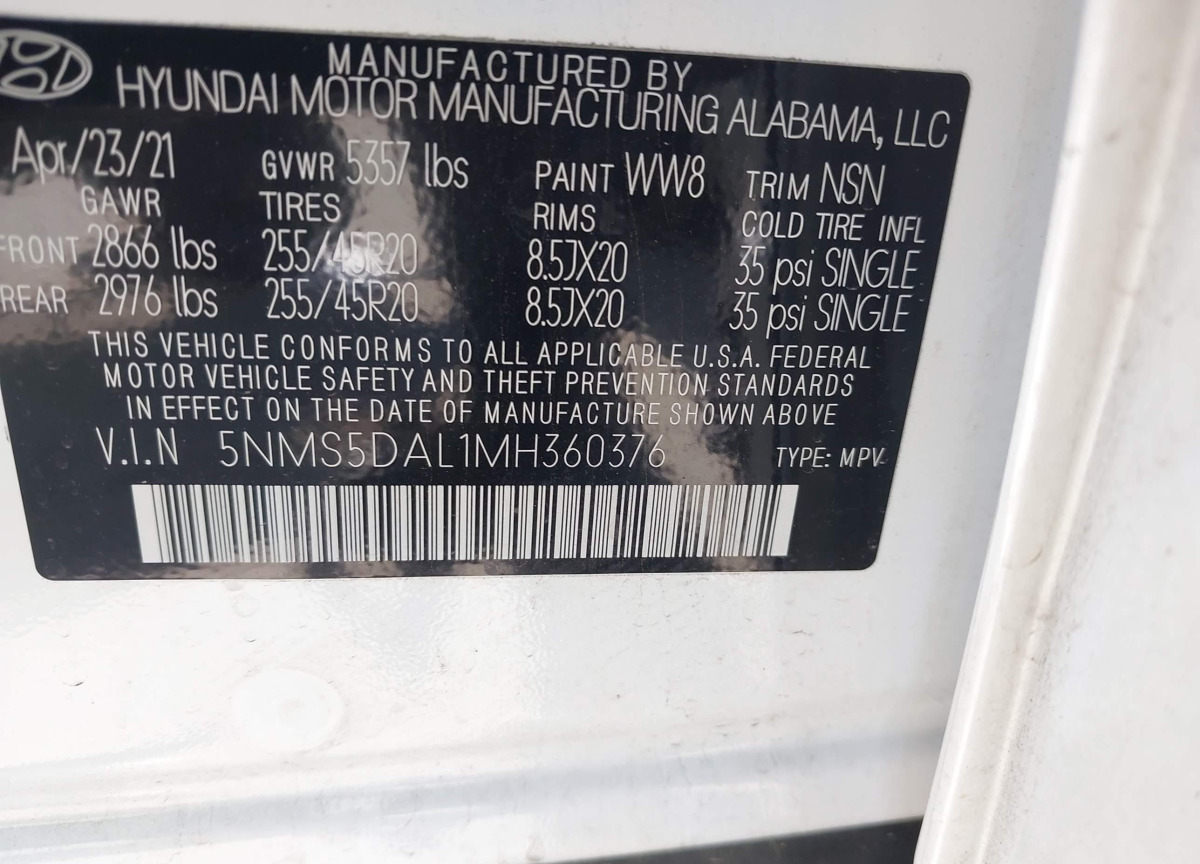 MANUFACTURED BY
HYUNDAI MOTOR MANUFACTURING ALABAMA, LLC
Apr/23/21 GVWR 5357 lbs PAINT WW8 TRIM NSN
GAWR TIRES RIMS COLD TIRE INFL
FRONT 2866 lbs 255/45R20 8.5JX20 35 psi SINGLE
REAR 2976 lbs 255/45R20 8.5JX20 35 psi SINGLE
THIS VEHICLE CONFORMS TO ALL APPLICABLE U.S.A. FEDERAL
MOTOR VEHICLE SAFETY AND THEFT PREVENTION STANDARDS
IN EFFECT ON THE DATE OF MANUFACTURE SHOWN ABOVE
V.I.N 5NMS5DAL1MH360376 TYPE: MPV